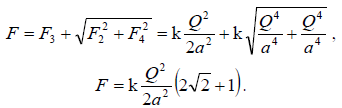 F = F₃ + √(F₂² + F₄²) = k Q²/2a² + k √(Q⁴/a⁴ + Q⁴/a⁴) ,
F = k Q²/2a² (2√2 + 1).